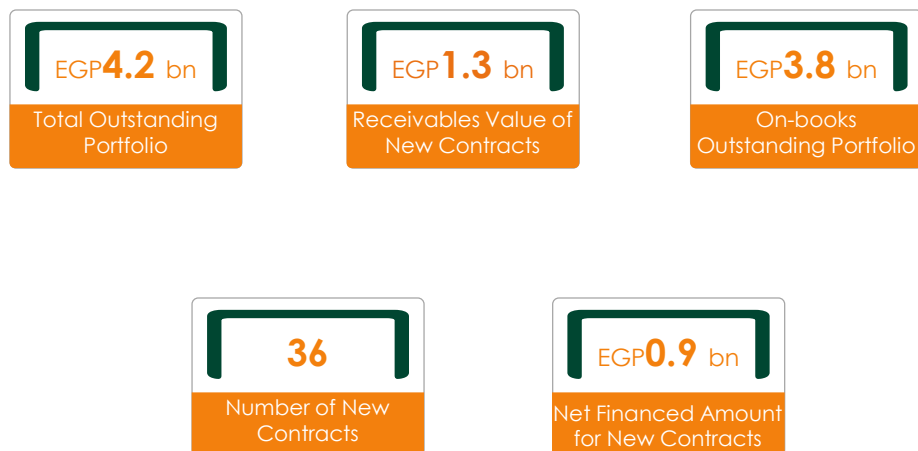 EGP4.2 bn
Total Outstanding
Portfolio
EGP1.3 bn
Receivables Value of
New Contracts
EGP3.8 bn
On-books
Outstanding Portfolio
36
Number of New
Contracts
EGP0.9 bn
Net Financed Amount
for New Contracts